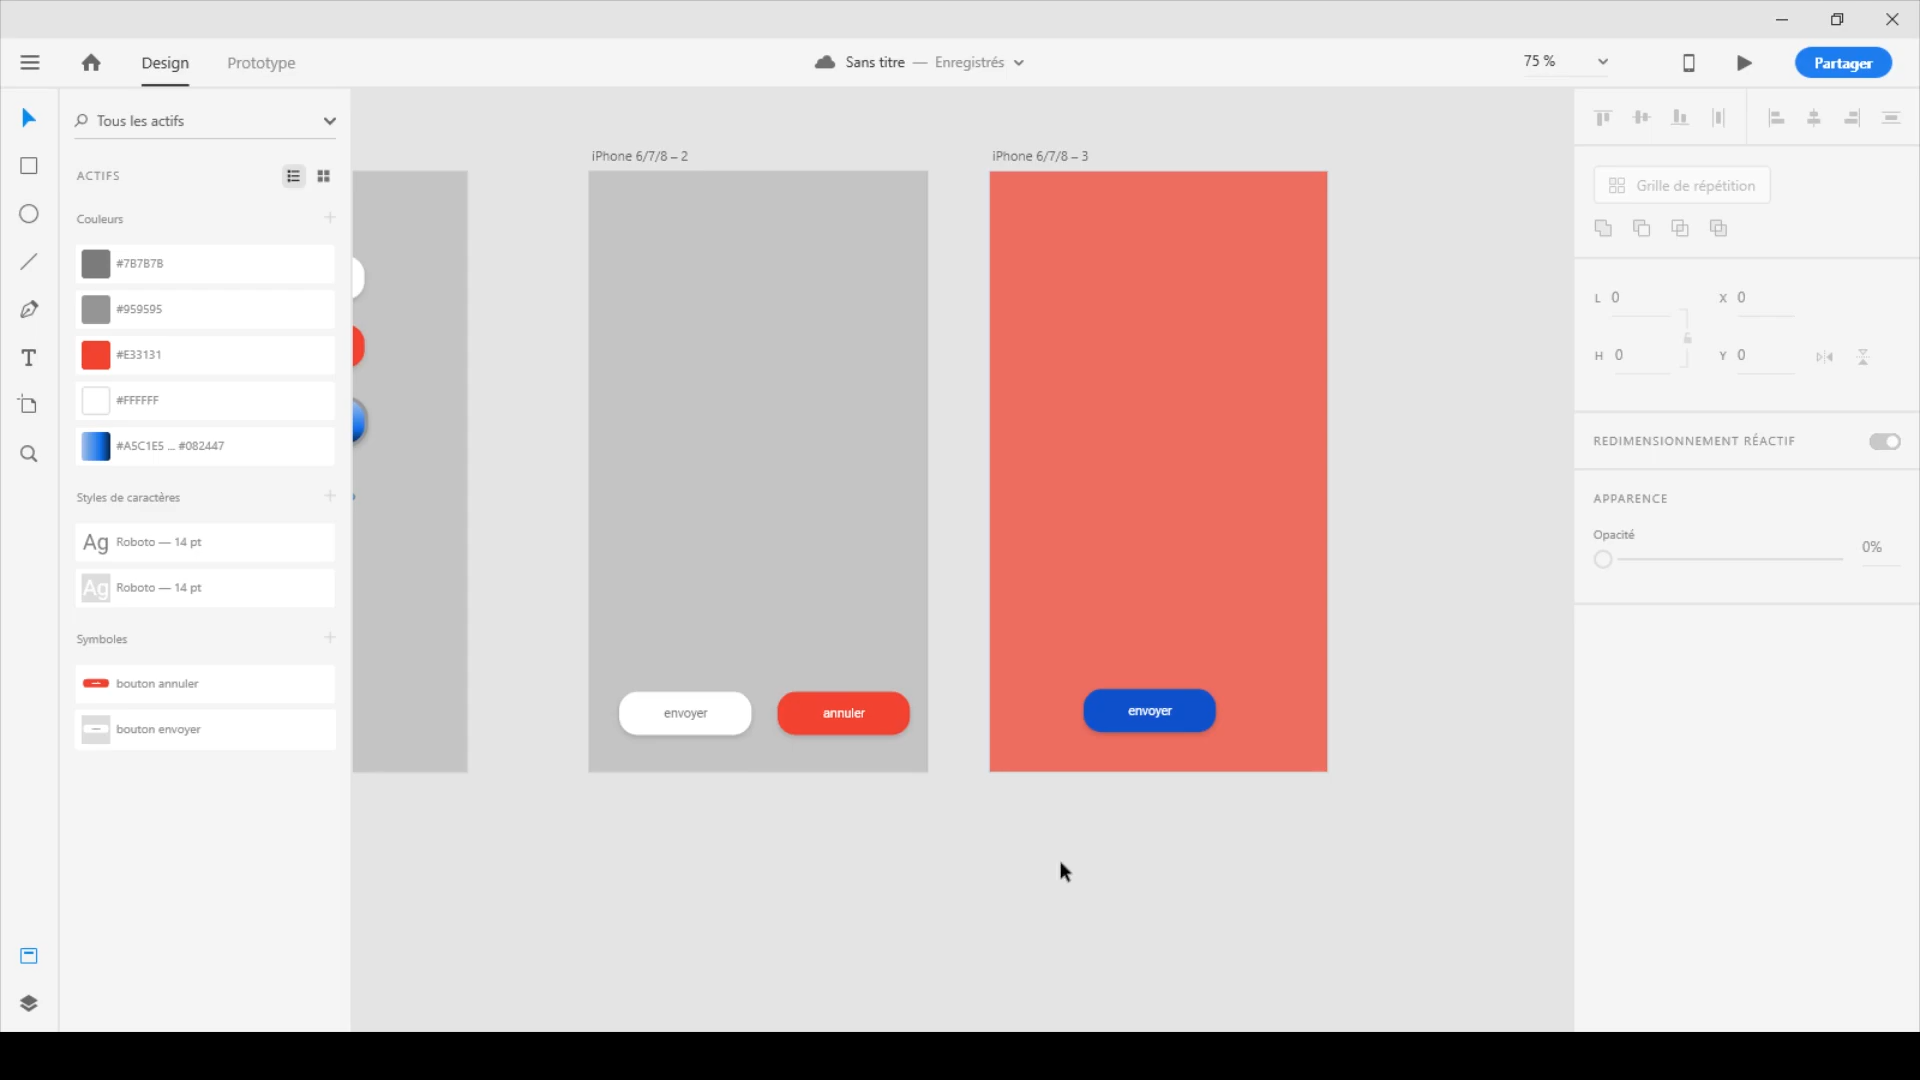 Design
Prototype
Sans titre — Enregistrés
75 %
Partager
Tous les actifs
ACTIFS
Couleurs
#7B7B7B
#959595
#E33131
#FFFFFF
#A5C1E5 ... #082447
Styles de caractères
Ag Roboto — 14 pt
Ag Roboto — 14 pt
Symboles
bouton annuler
bouton envoyer
iPhone 6/7/8 – 2
envoyer
annuler
iPhone 6/7/8 – 3
envoyer
Grille de répétition
L 0
X 0
H 0
Y 0
REDIMENSIONNEMENT RÉACTIF
APPARENCE
Opacité
0%